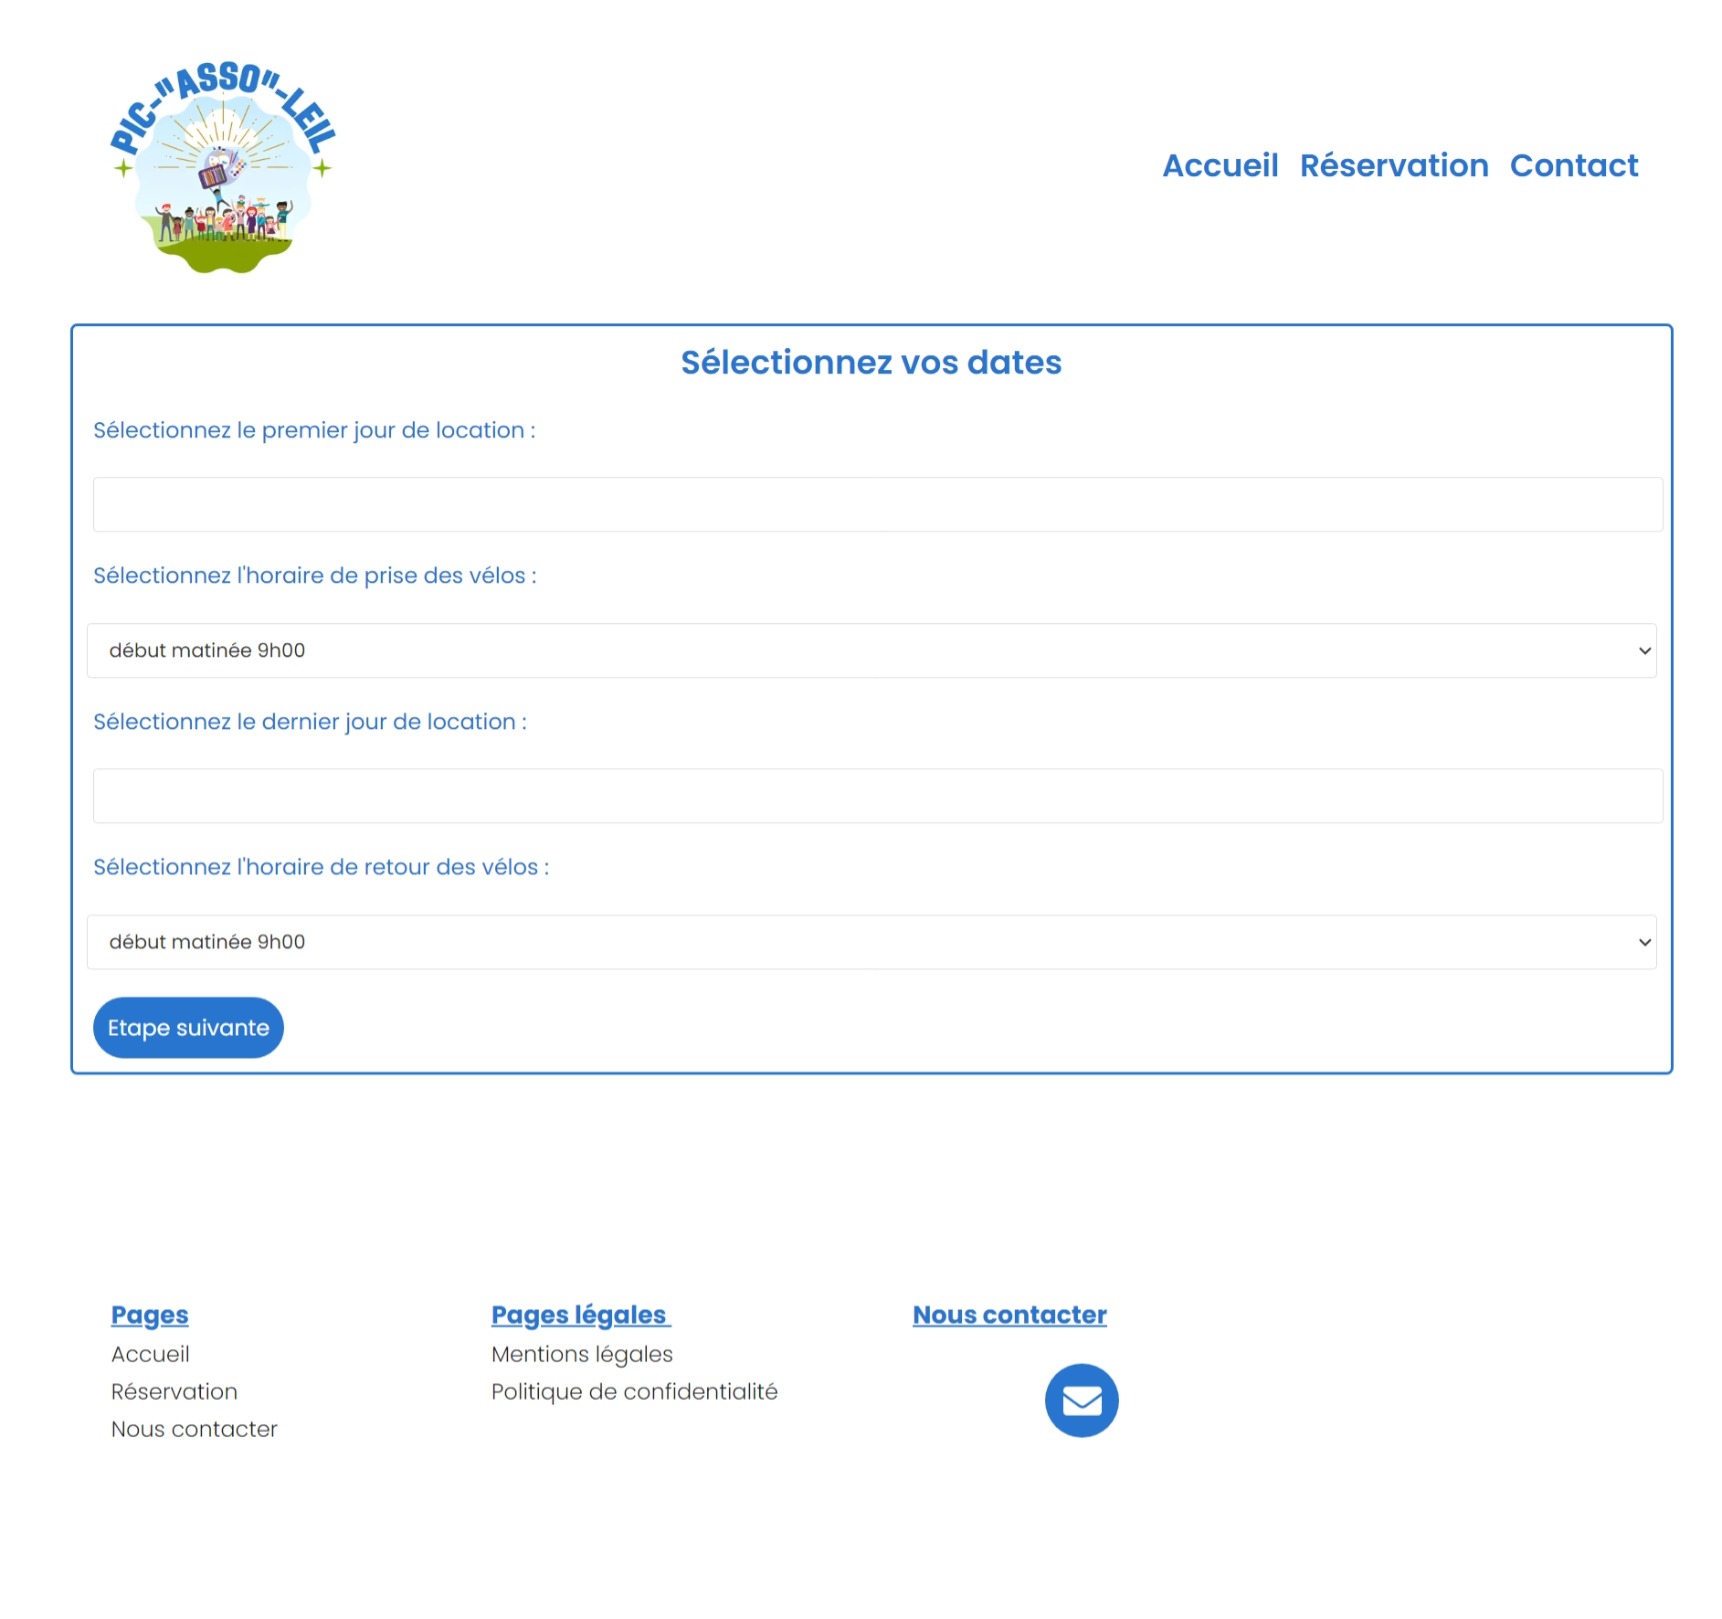 PIC-"ASSO"-LEIL
Accueil Réservation Contact
Sélectionnez vos dates
Sélectionnez le premier jour de location :
Sélectionnez l'horaire de prise des vélos :
début matinée 9h00
Sélectionnez le dernier jour de location :
Sélectionnez l'horaire de retour des vélos :
début matinée 9h00
Etape suivante
Pages
Accueil
Réservation
Nous contacter
Pages légales
Mentions légales
Politique de confidentialité
Nous contacter